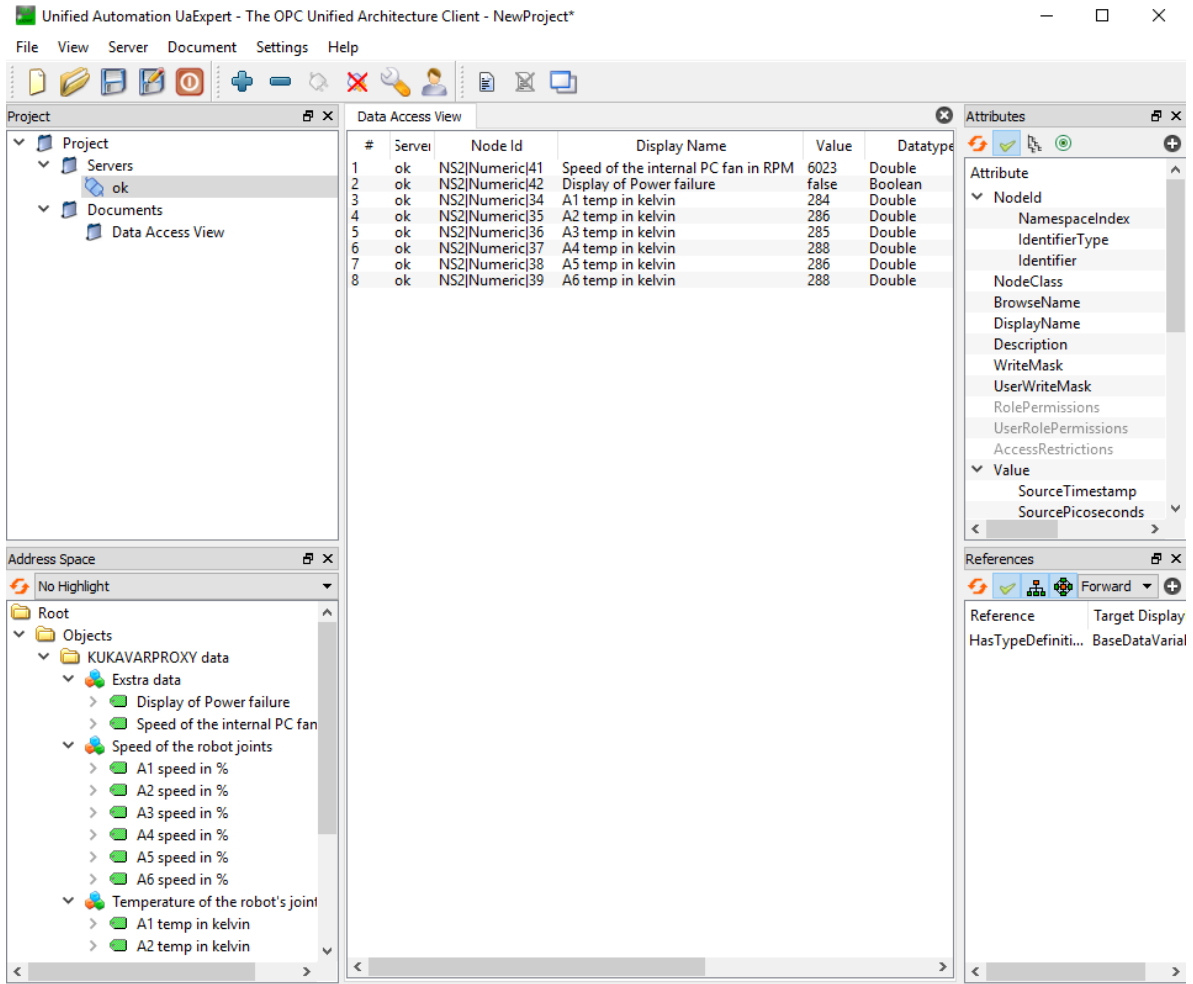 Unified Automation UaExpert - The OPC Unified Architecture Client - NewProject*
File View Server Document Settings Help
Project
Project
Servers
ok
Documents
Data Access View
Data Access View
# Server Node Id Display Name Value Datatype
1 ok NS2|Numeric|41 Speed of the internal PC fan in RPM 6023 Double
2 ok NS2|Numeric|42 Display of Power failure false Boolean
3 ok NS2|Numeric|34 A1 temp in kelvin 284 Double
4 ok NS2|Numeric|35 A2 temp in kelvin 286 Double
5 ok NS2|Numeric|36 A3 temp in kelvin 285 Double
6 ok NS2|Numeric|37 A4 temp in kelvin 288 Double
7 ok NS2|Numeric|38 A5 temp in kelvin 286 Double
8 ok NS2|Numeric|39 A6 temp in kelvin 288 Double
Attributes
Attribute
NodeId
NamespaceIndex
IdentifierType
Identifier
NodeClass
BrowseName
DisplayName
Description
WriteMask
UserWriteMask
RolePermissions
UserRolePermissions
AccessRestrictions
Value
SourceTimestamp
SourcePicoseconds
Address Space
No Highlight
Root
Objects
KUKAVARPROXY data
Exstra data
Display of Power failure
Speed of the internal PC fan
Speed of the robot joints
A1 speed in %
A2 speed in %
A3 speed in %
A4 speed in %
A5 speed in %
A6 speed in %
Temperature of the robot's joint
A1 temp in kelvin
A2 temp in kelvin
References
Forward
Reference Target Display
HasTypeDefiniti... BaseDataVarial